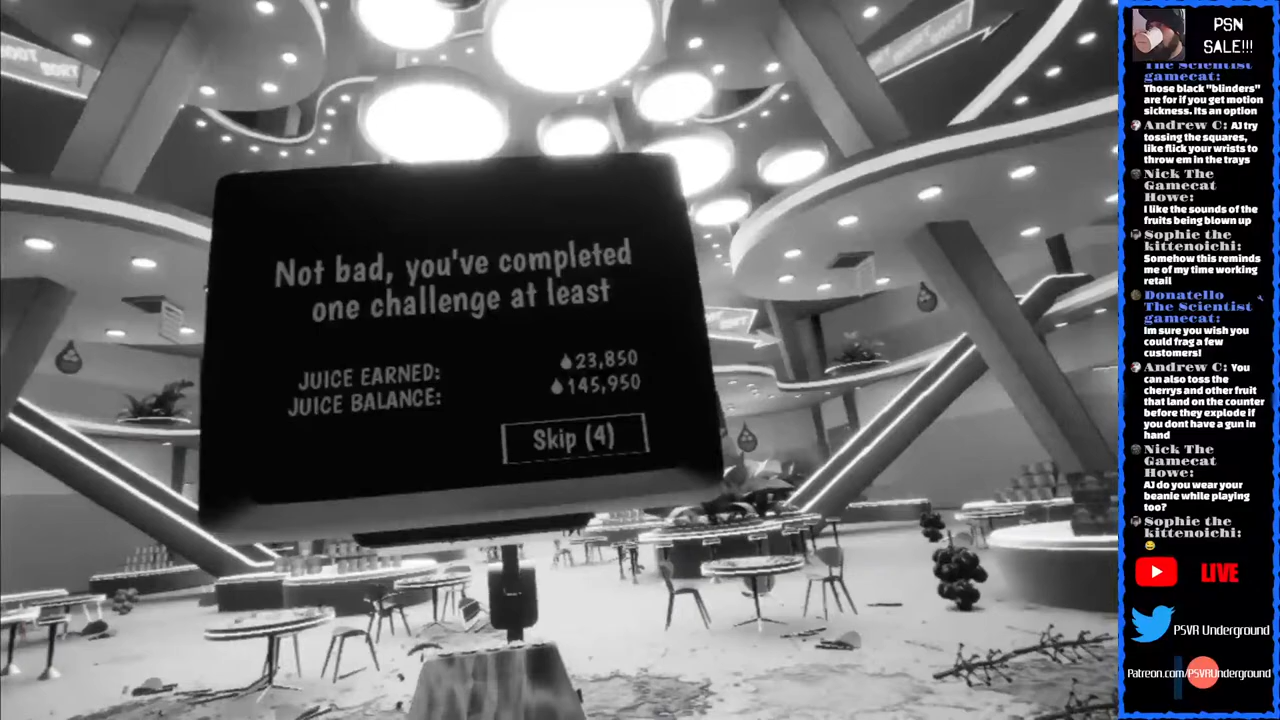 Not bad, you've completed
one challenge at least
JUICE EARNED: 23,850
JUICE BALANCE: 145,950
Skip (4)
PSN
SALE!!!
The Scientist
gamecat:
Those black "blinders"
are for if you get motion
sickness. Its an option
Andrew C: AJ try
tossing the squares,
like flick your wrists to
throw em in the trays
Nick The
Gamecat
Howe:
I like the sounds of the
fruits being blown up
Sophie the
kittenoichi:
Somehow this reminds
me of my time working
retail
Donatello
The Scientist
gamecat:
Im sure you wish you
could frag a few
customers!
Andrew C: You
can also toss the
cherrys and other fruit
that land on the counter
before they explode if
you dont have a gun in
hand
Nick The
Gamecat
Howe:
AJ do you wear your
beanie while playing
too?
Sophie the
kittenoichi:
😂
LIVE
PSVR Underground
Patreon.com/PSVRUnderground